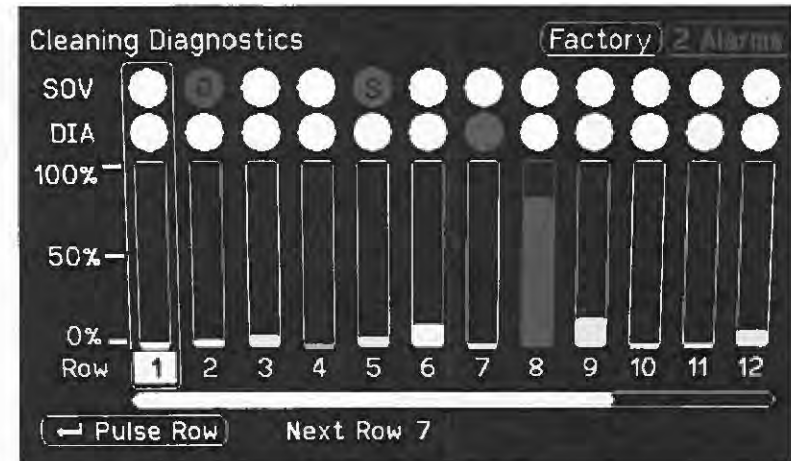 Cleaning Diagnostics Factory 2 Alarms
SOV S
DIA
100%
50%
0%
Row 1 2 3 4 5 6 7 8 9 10 11 12
↵ Pulse Row Next Row 7